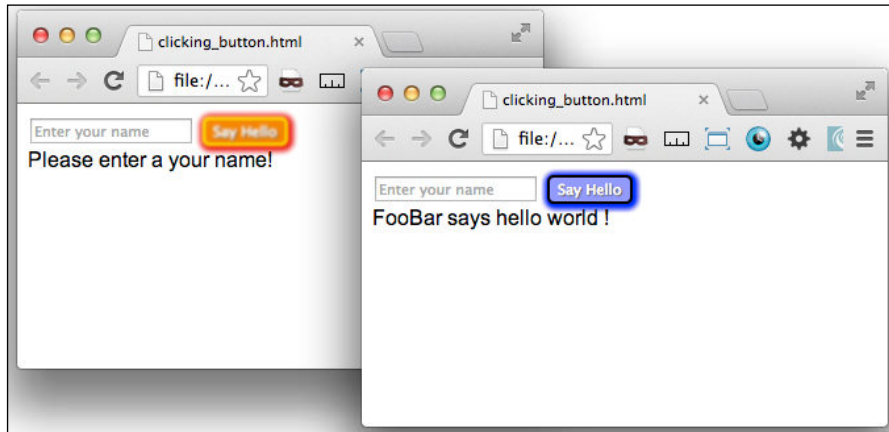 clicking_button.html
file:/...
Enter your name
Say Hello
Please enter a your name!
clicking_button.html
file:/...
Enter your name
Say Hello
FooBar says hello world !